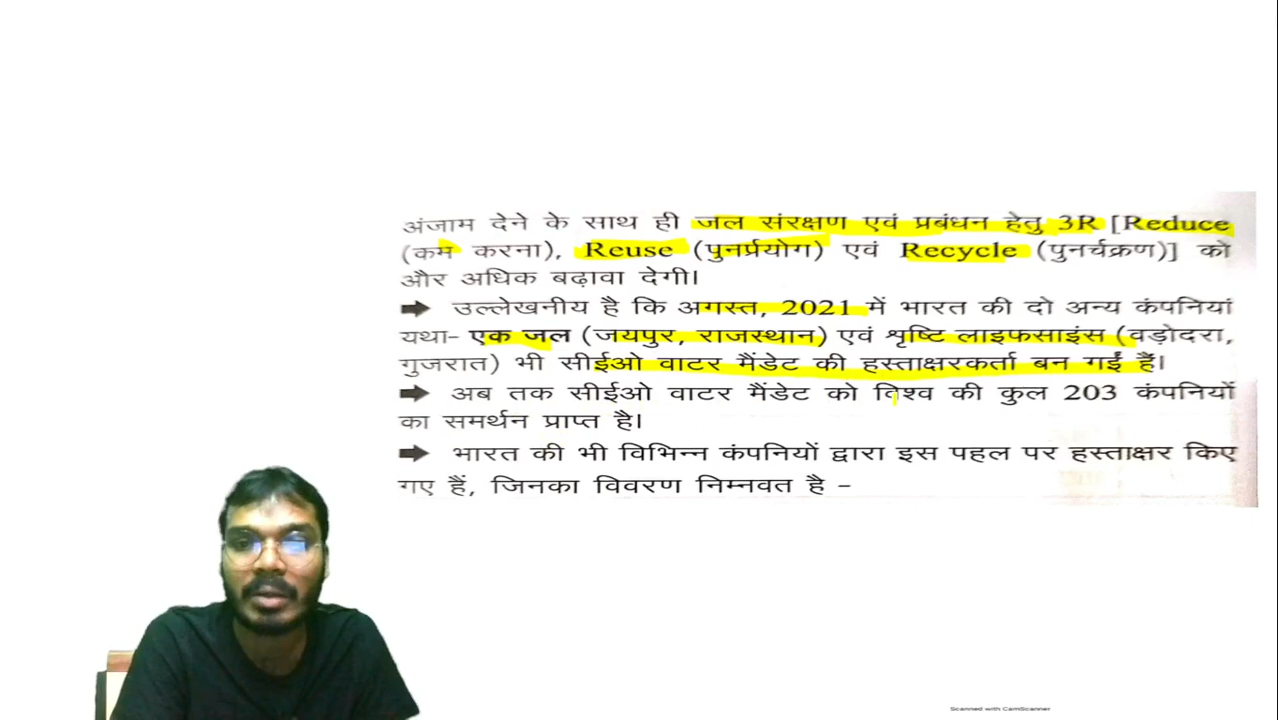 अंजाम देने के साथ ही जल संरक्षण एवं प्रबंधन हेतु 3R [Reduce
(कम करना), Reuse (पुनर्प्रयोग) एवं Recycle (पुनर्चक्रण)] को
और अधिक बढ़ावा देगी।
➡ उल्लेखनीय है कि अगस्त, 2021 में भारत की दो अन्य कंपनियां
यथा- एक जल (जयपुर, राजस्थान) एवं शृष्टि लाइफसाइंस (वड़ोदरा,
गुजरात) भी सीईओ वाटर मैंडेट की हस्ताक्षरकर्ता बन गईं हैं।
➡ अब तक सीईओ वाटर मैंडेट को विश्व की कुल 203 कंपनियों
का समर्थन प्राप्त है।
➡ भारत की भी विभिन्न कंपनियों द्वारा इस पहल पर हस्ताक्षर किए
गए हैं, जिनका विवरण निम्नवत है –
Scanned with CamScanner